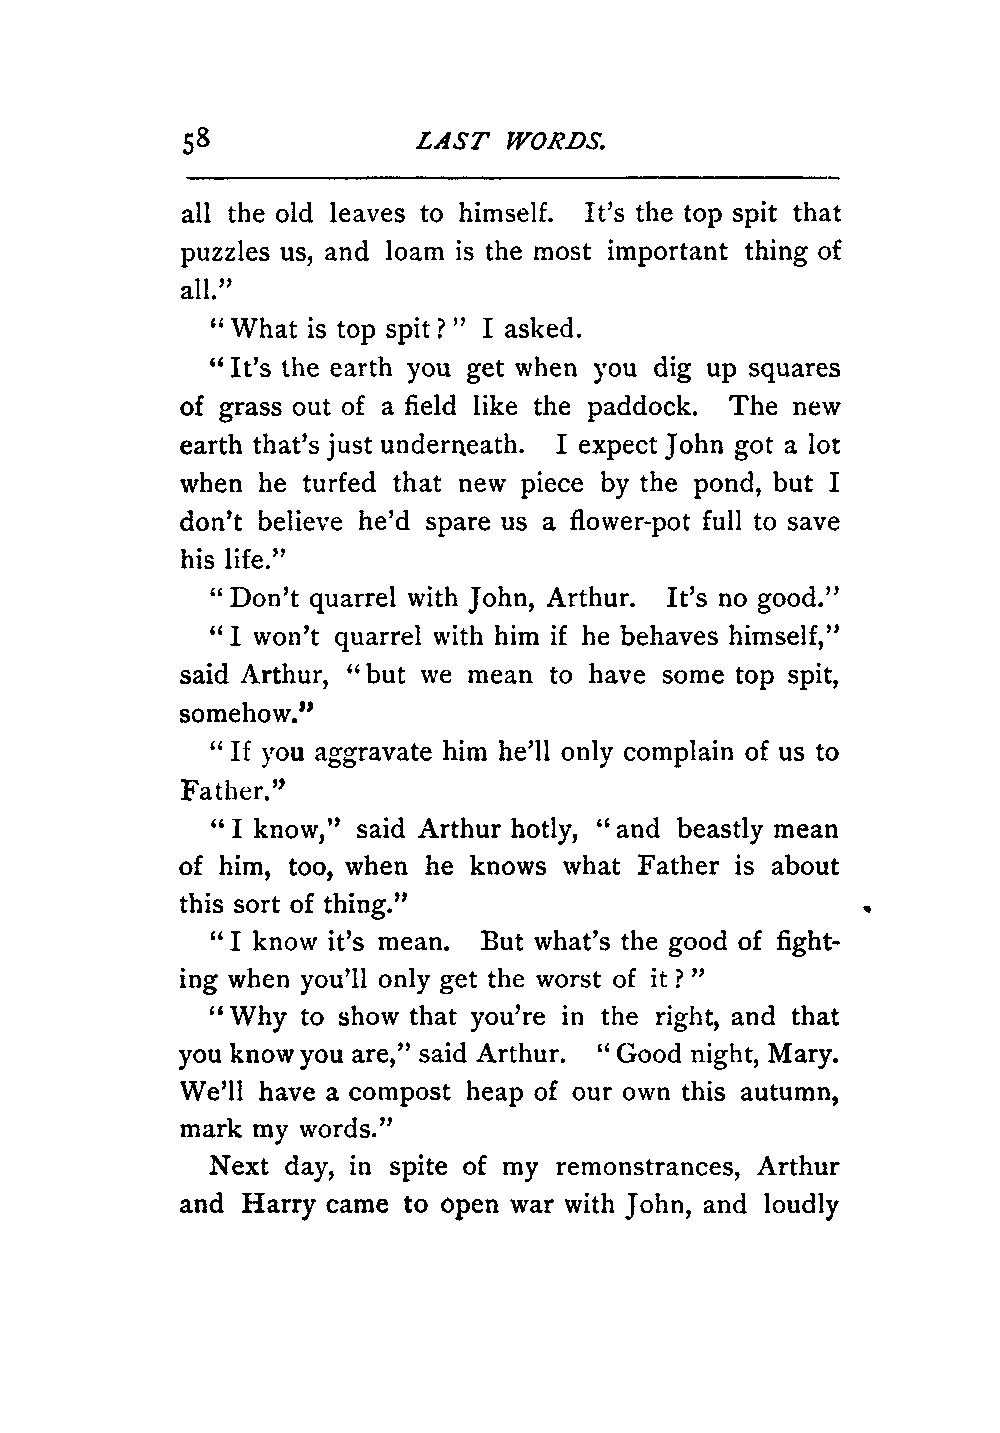 58 LAST WORDS.
all the old leaves to himself. It's the top spit that
puzzles us, and loam is the most important thing of
all."
"What is top spit?" I asked.
"It's the earth you get when you dig up squares
of grass out of a field like the paddock. The new
earth that's just underneath. I expect John got a lot
when he turfed that new piece by the pond, but I
don't believe he'd spare us a flower-pot full to save
his life."
"Don't quarrel with John, Arthur. It's no good."
"I won't quarrel with him if he behaves himself,"
said Arthur, "but we mean to have some top spit,
somehow."
"If you aggravate him he'll only complain of us to
Father."
"I know," said Arthur hotly, "and beastly mean
of him, too, when he knows what Father is about
this sort of thing."
"I know it's mean. But what's the good of fight-
ing when you'll only get the worst of it?"
"Why to show that you're in the right, and that
you know you are," said Arthur. "Good night, Mary.
We'll have a compost heap of our own this autumn,
mark my words."
Next day, in spite of my remonstrances, Arthur
and Harry came to open war with John, and loudly